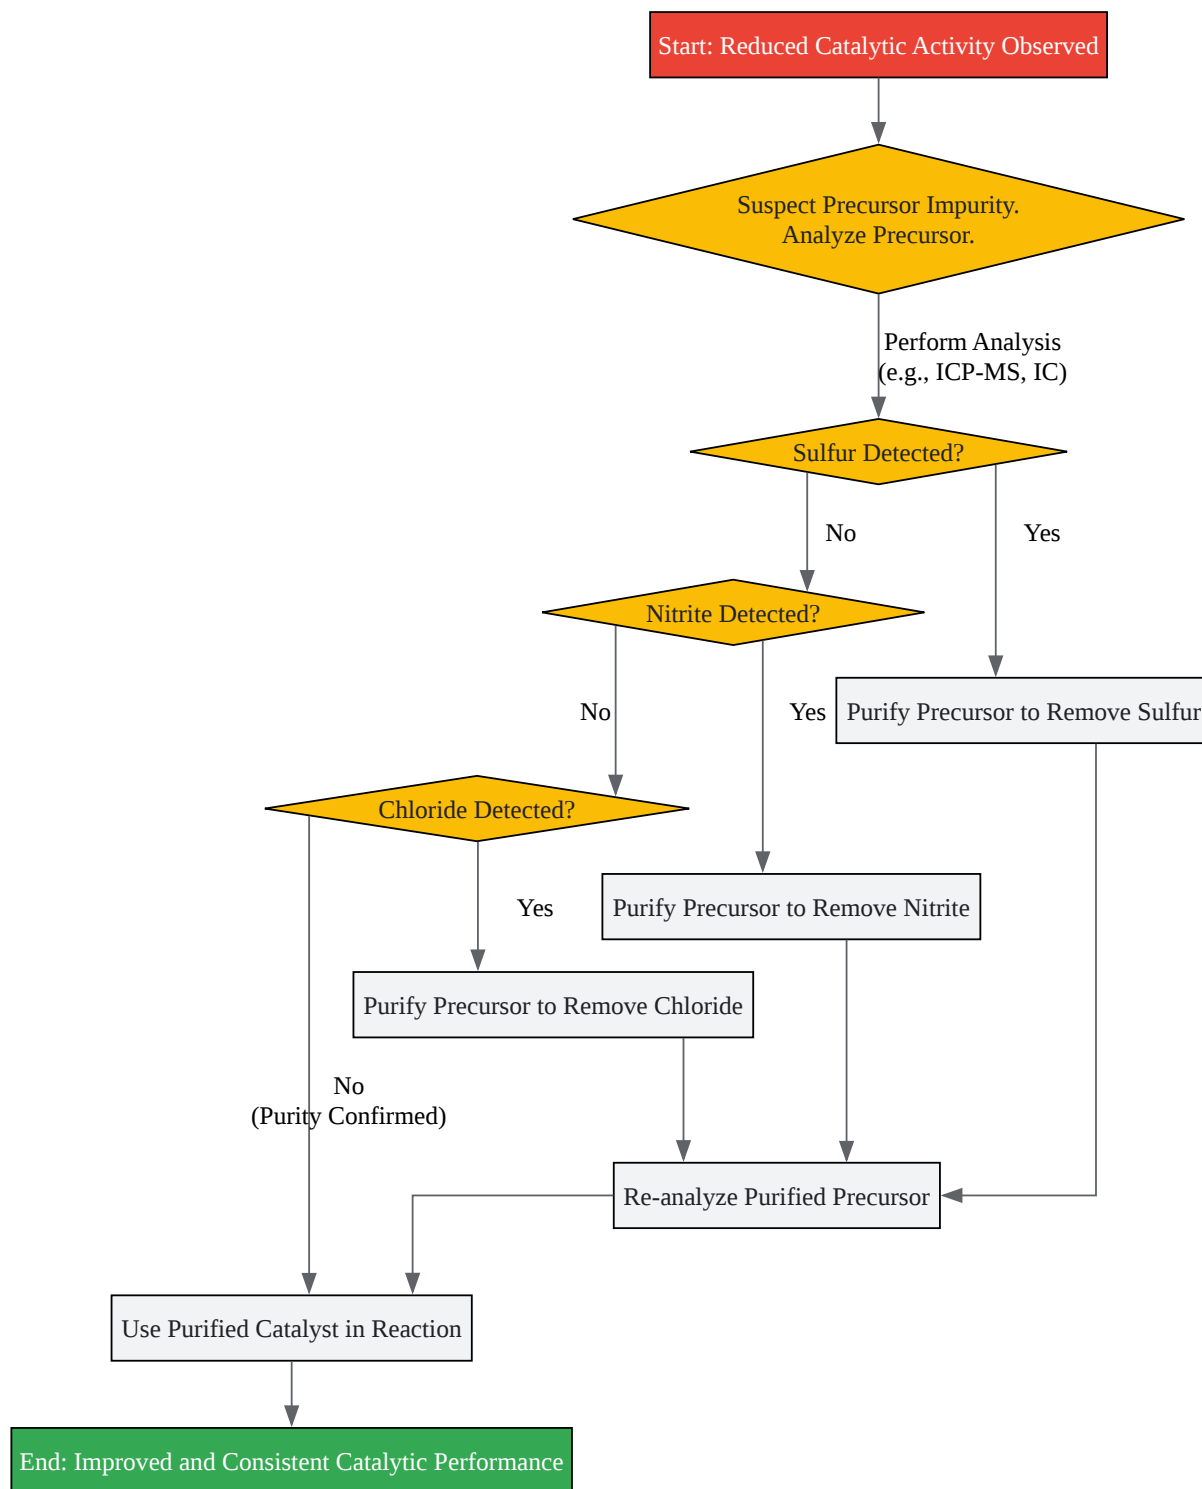 Start: Reduced Catalytic Activity Observed
Suspect Precursor Impurity.
Analyze Precursor.
Perform Analysis
(e.g., ICP-MS, IC)
Sulfur Detected?
No
Yes
Nitrite Detected?
No
Yes
Purify Precursor to Remove Sulfur
Chloride Detected?
Yes
Purify Precursor to Remove Nitrite
Purify Precursor to Remove Chloride
No
(Purity Confirmed)
Re-analyze Purified Precursor
Use Purified Catalyst in Reaction
End: Improved and Consistent Catalytic Performance